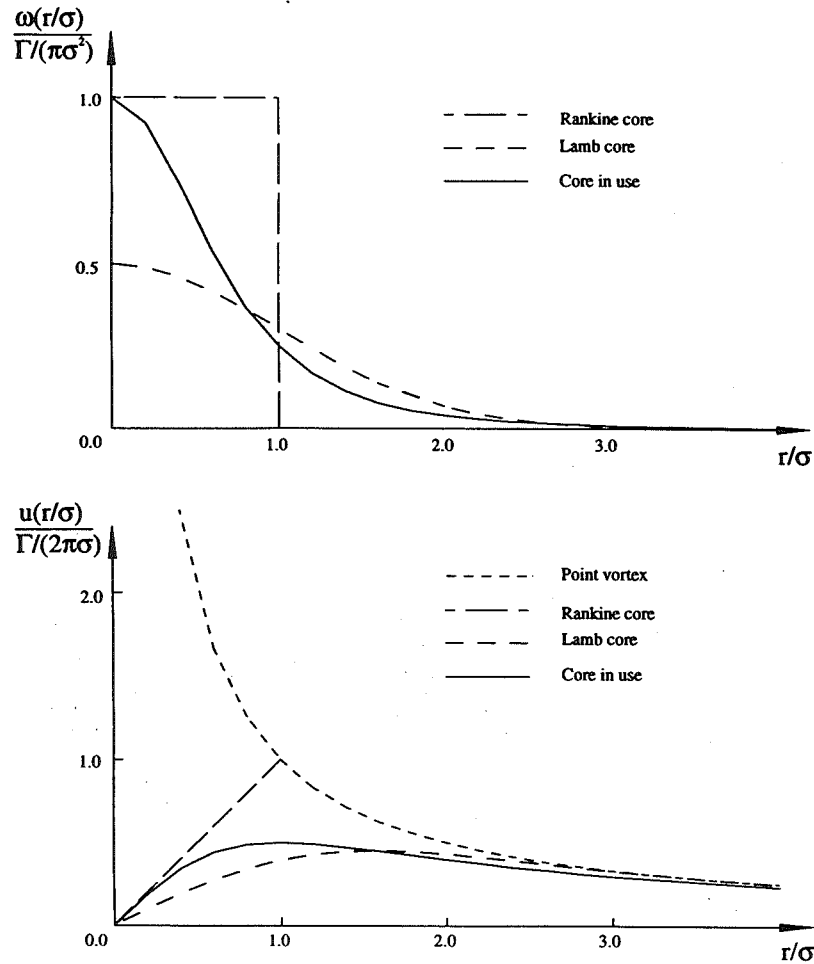 ω(r/σ)
Γ/(πσ²)
1.0
0.5
0.0
1.0
2.0
3.0
r/σ
Rankine core
Lamb core
Core in use
u(r/σ)
Γ/(2πσ)
2.0
1.0
0.0
1.0
2.0
3.0
r/σ
Point vortex
Rankine core
Lamb core
Core in use